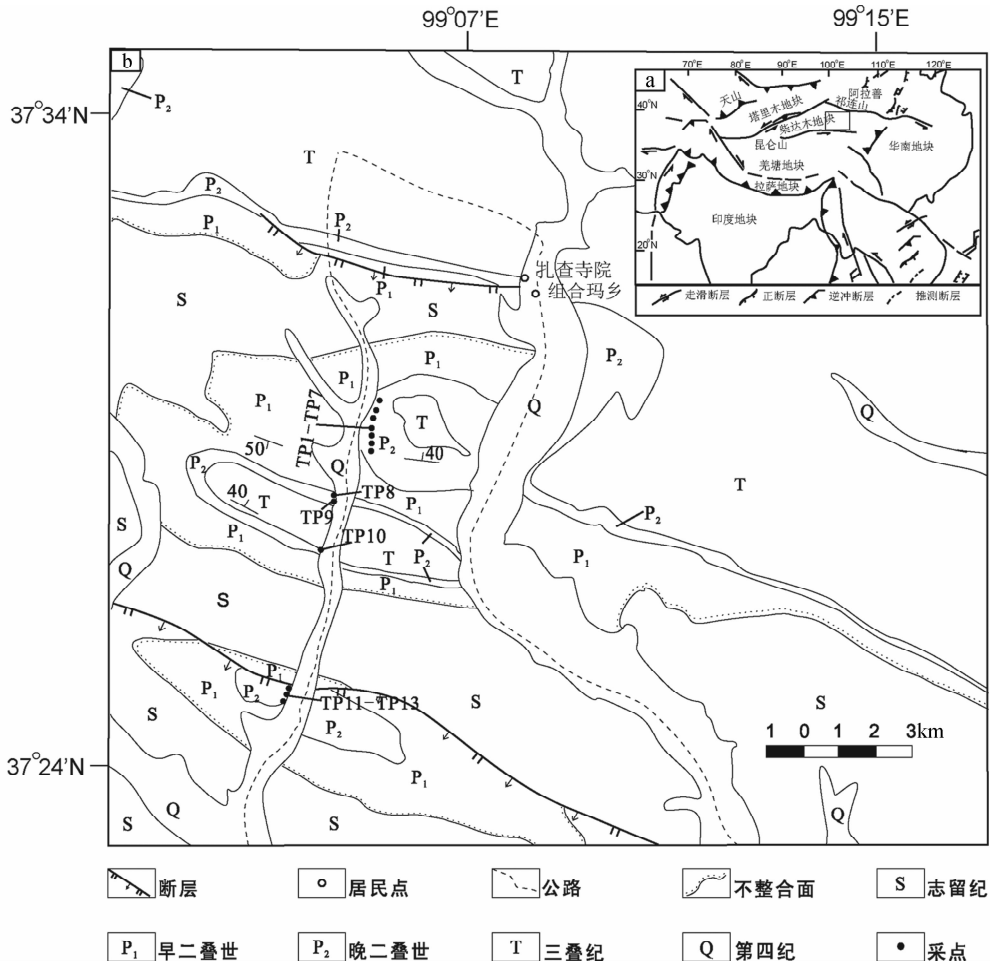 99°07'E
99°15'E
b
T
P₂
37°34'N
T
P₂
P₂
P₁
P₁
S
扎查寺院
组合玛乡
S
P₁
P₂
P₁
P₁
T
Q
Q
TP1-TP7
P₂
50
40
Q
P₂
TP8
40
T
TP9
P₁
T
P₂
S
P₁
TP10
T
P₂
P₁
P₁
Q
S
P₁
P₁
P₂
TP11-TP13
S
P₂
S
S
1 0 1 2 3km
37°24'N
P₁
Q
Q
S
S
a
70°E 80°E 90°E 100°E 110°E 120°E
40°N
天山
塔里木地块
阿拉善
祁连山
柴达木地块
昆仑山
华南地块
羌塘地块
30°N
拉萨地块
印度地块
20°N
走滑断层 正断层 逆冲断层 推测断层
断层 居民点 公路 不整合面 S 志留纪
P₁ 早二叠世 P₂ 晚二叠世 T 三叠纪 Q 第四纪 采点